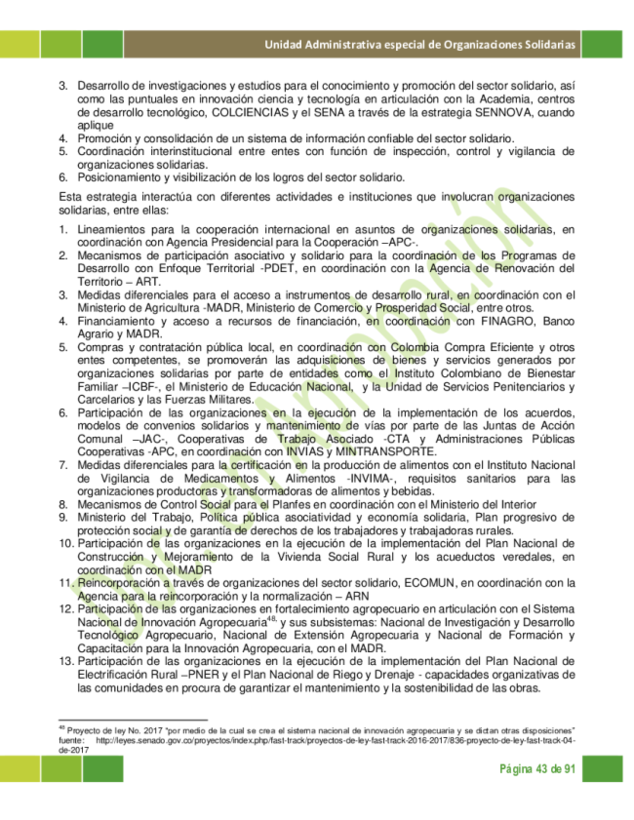 Unidad Administrativa especial de Organizaciones Solidarias
3. Desarrollo de investigaciones y estudios para el conocimiento y promoción del sector solidario, así
como las puntuales en innovación ciencia y tecnología en articulación con la Academia, centros
de desarrollo tecnológico, COLCIENCIAS y el SENA a través de la estrategia SENNOVA, cuando
aplique
4. Promoción y consolidación de un sistema de información confiable del sector solidario.
5. Coordinación interinstitucional entre entes con función de inspección, control y vigilancia de
organizaciones solidarias.
6. Posicionamiento y visibilización de los logros del sector solidario.
Esta estrategia interactúa con diferentes actividades e instituciones que involucran organizaciones
solidarias, entre ellas:
1. Lineamientos para la cooperación internacional en asuntos de organizaciones solidarias, en
coordinación con Agencia Presidencial para la Cooperación –APC-.
2. Mecanismos de participación asociativo y solidario para la coordinación de los Programas de
Desarrollo con Enfoque Territorial -PDET, en coordinación con la Agencia de Renovación del
Territorio – ART.
3. Medidas diferenciales para el acceso a instrumentos de desarrollo rural, en coordinación con el
Ministerio de Agricultura -MADR, Ministerio de Comercio y Prosperidad Social, entre otros.
4. Financiamiento y acceso a recursos de financiación, en coordinación con FINAGRO, Banco
Agrario y MADR.
5. Compras y contratación pública local, en coordinación con Colombia Compra Eficiente y otros
entes competentes, se promoverán las adquisiciones de bienes y servicios generados por
organizaciones solidarias por parte de entidades como el Instituto Colombiano de Bienestar
Familiar –ICBF-, el Ministerio de Educación Nacional, y la Unidad de Servicios Penitenciarios y
Carcelarios y las Fuerzas Militares.
6. Participación de las organizaciones en la ejecución de la implementación de los acuerdos,
modelos de convenios solidarios y mantenimiento de vías por parte de las Juntas de Acción
Comunal –JAC-, Cooperativas de Trabajo Asociado -CTA y Administraciones Públicas
Cooperativas -APC, en coordinación con INVIAS y MINTRANSPORTE.
7. Medidas diferenciales para la certificación en la producción de alimentos con el Instituto Nacional
de Vigilancia de Medicamentos y Alimentos -INVIMA-, requisitos sanitarios para las
organizaciones productoras y transformadoras de alimentos y bebidas.
8. Mecanismos de Control Social para el Planfes en coordinación con el Ministerio del Interior
9. Ministerio del Trabajo, Política pública asociatividad y economía solidaria, Plan progresivo de
protección social y de garantía de derechos de los trabajadores y trabajadoras rurales.
10. Participación de las organizaciones en la ejecución de la implementación del Plan Nacional de
Construcción y Mejoramiento de la Vivienda Social Rural y los acueductos veredales, en
coordinación con el MADR
11. Reincorporación a través de organizaciones del sector solidario, ECOMUN, en coordinación con la
Agencia para la reincorporación y la normalización – ARN
12. Participación de las organizaciones en fortalecimiento agropecuario en articulación con el Sistema
Nacional de Innovación Agropecuaria48, y sus subsistemas: Nacional de Investigación y Desarrollo
Tecnológico Agropecuario, Nacional de Extensión Agropecuaria y Nacional de Formación y
Capacitación para la Innovación Agropecuaria, con el MADR.
13. Participación de las organizaciones en la ejecución de la implementación del Plan Nacional de
Electrificación Rural –PNER y el Plan Nacional de Riego y Drenaje - capacidades organizativas de
las comunidades en procura de garantizar el mantenimiento y la sostenibilidad de las obras.
48 Proyecto de ley No. 2017 "por medio de la cual se crea el sistema nacional de innovación agropecuaria y se dictan otras disposiciones"
fuente: http://leyes.senado.gov.co/proyectos/index.php/fast-track/proyectos-de-ley-fast-track-2016-2017/836-proyecto-de-ley-fast-track-04-
de-2017
Página 43 de 91